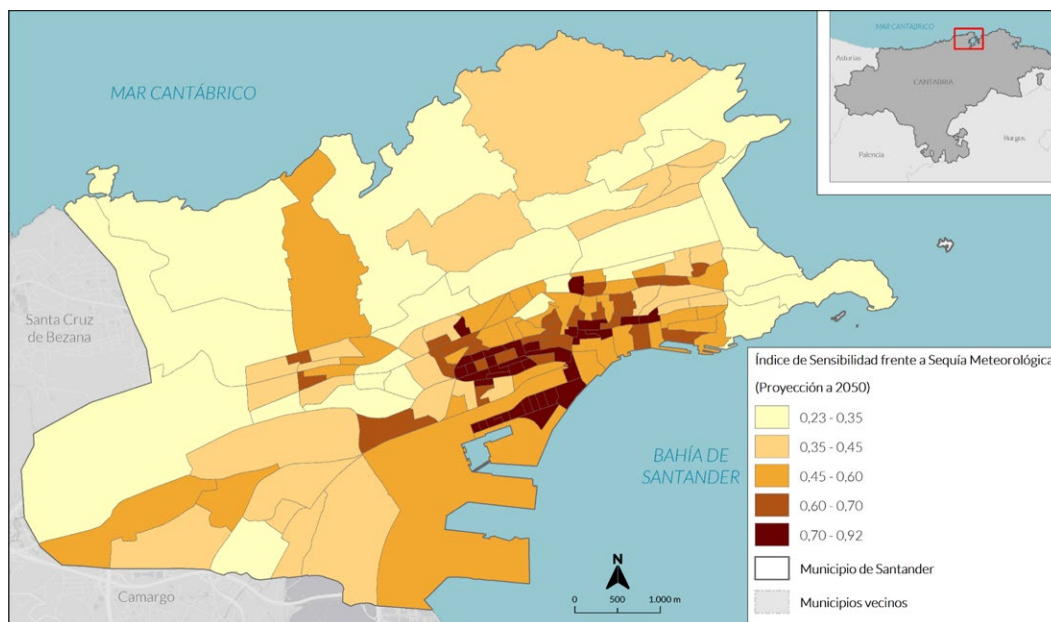 MAR CANTÁBRICO
MAR CANTÁBRICO
Asturias
CANTABRIA
Palencia
Burgos
Santa Cruz
de Bezana
BAHÍA DE
SANTANDER
Camargo
N
0 500 1.000 m
Índice de Sensibilidad frente a Sequía Meteorológica
(Proyección a 2050)
0,23 - 0,35
0,35 - 0,45
0,45 - 0,60
0,60 - 0,70
0,70 - 0,92
Municipio de Santander
Municipios vecinos